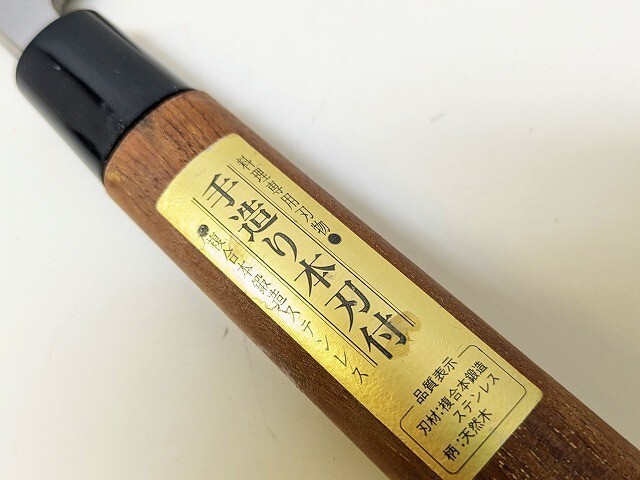 料理専用刃物
手造り本刃付
複合本鍛造ステンレス
品質表示
刃材:複合本鍛造
ステンレス
柄:天然木